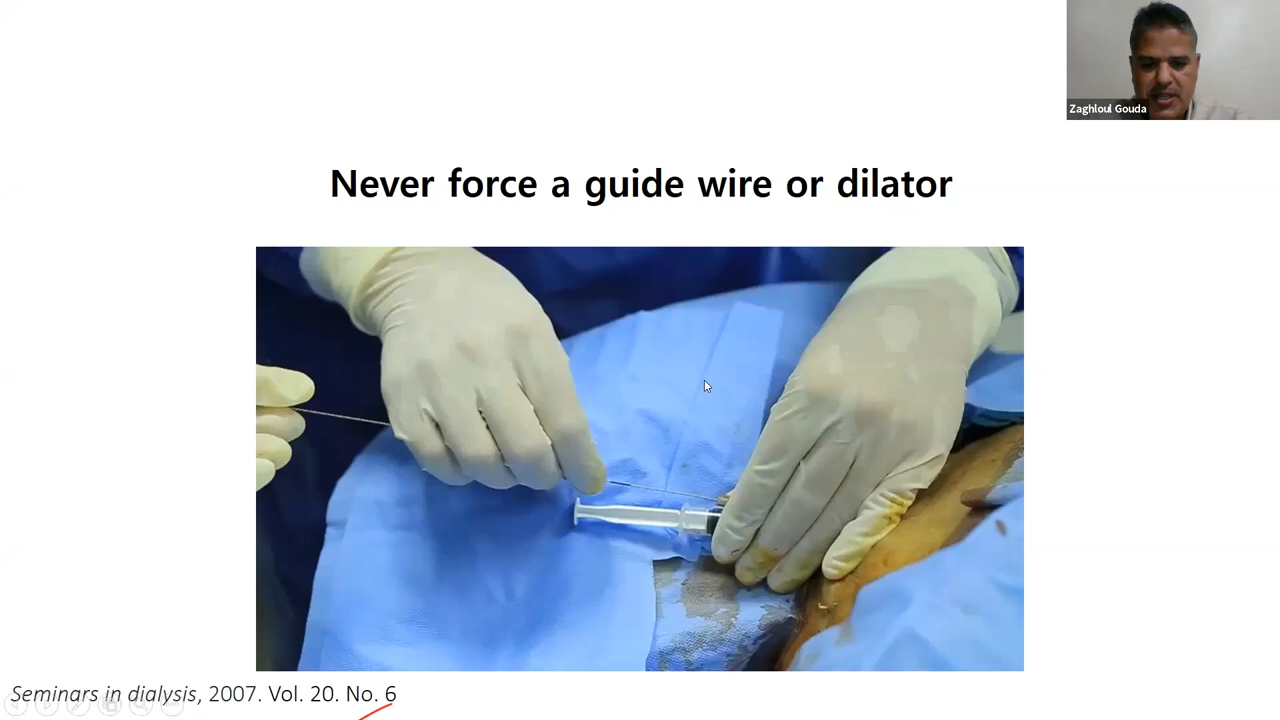 Zaghloul Gouda
Never force a guide wire or dilator
Seminars in dialysis, 2007. Vol. 20. No. 6